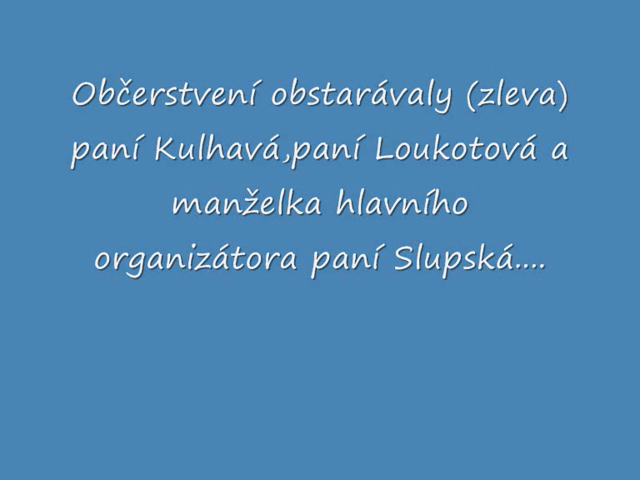 Občerstvení obstarávaly (zleva)
paní Kulhavá,paní Loukotová a
manželka hlavního
organizátora paní Slupská....